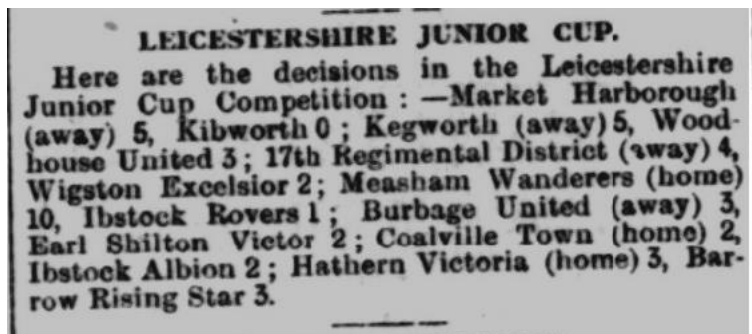 LEICESTERSHIRE JUNIOR CUP.
Here are the decisions in the Leicestershire
Junior Cup Competition : —Market Harborough
(away) 5, Kibworth 0 ; Kegworth (away) 5, Wood-
house United 3 ; 17th Regimental District (away) 4,
Wigston Excelsior 2 ; Measham Wanderers (home)
10, Ibstock Rovers 1 ; Burbage United (away) 3,
Earl Shilton Victor 2 ; Coalville Town (home) 2,
Ibstock Albion 2 ; Hathern Victoria (home) 3, Bar-
row Rising Star 3.